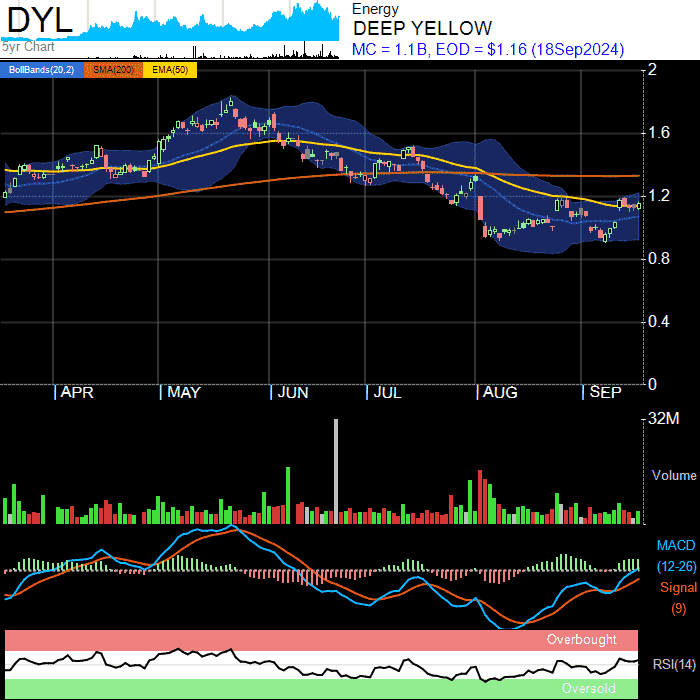 DYL
Energy
DEEP YELLOW
MC = 1.1B, EOD = $1.16 (18Sep2024)
5yr Chart
BollBands(20,2) SMA(200) EMA(50)
2
1.6
1.2
0.8
0.4
0
APR MAY JUN JUL AUG SEP
32M
Volume
MACD
(12-26)
Signal
(9)
Overbought
RSI(14)
Oversold